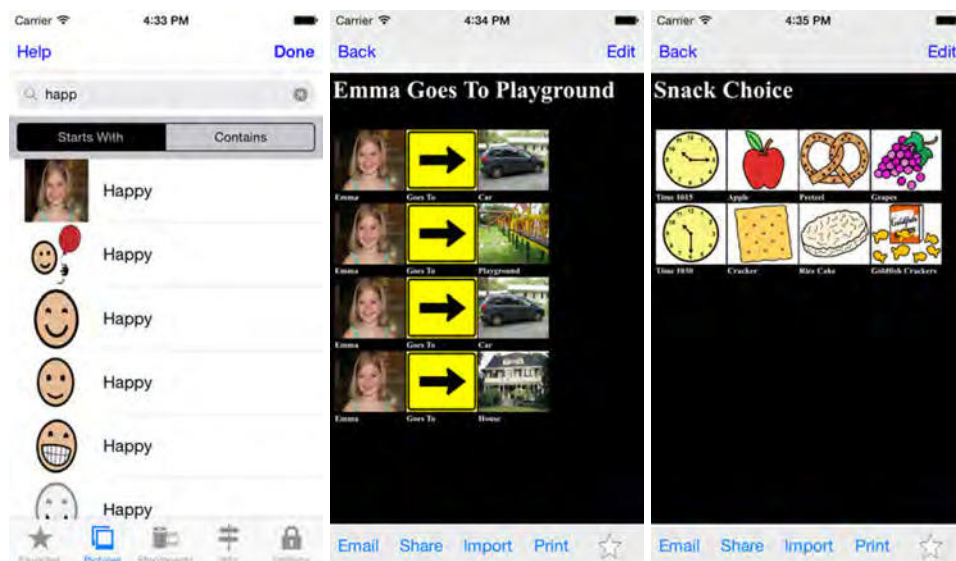 Carrier 4:33 PM
Help Done
happ
Starts With Contains
Happy
Happy
Happy
Happy
Happy
Happy
Pictures
Carrier 4:34 PM
Back Edit
Emma Goes To Playground
Emma Goes To Car
Emma Goes To Playground
Emma Goes To Car
Emma Goes To House
Email Share Import Print
Carrier 4:35 PM
Back Edit
Snack Choice
Time 1015 Apple Pretzel Grapes
Goldfish
Time 1030 Cracker Rice Cake Goldfish Crackers
Email Share Import Print